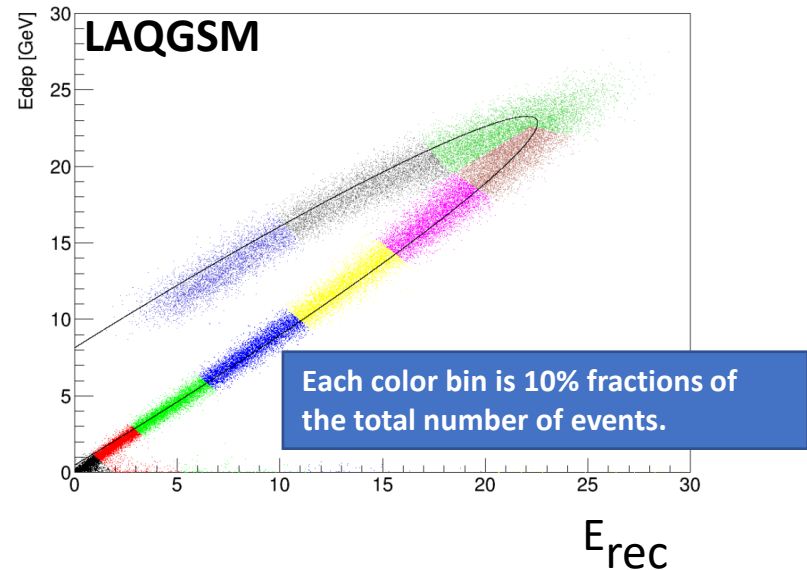 LAQGSM
Edep [GeV]
30
25
20
15
10
5
0
0 5 10 15 20 25 30
Each color bin is 10% fractions of
the total number of events.
Erec